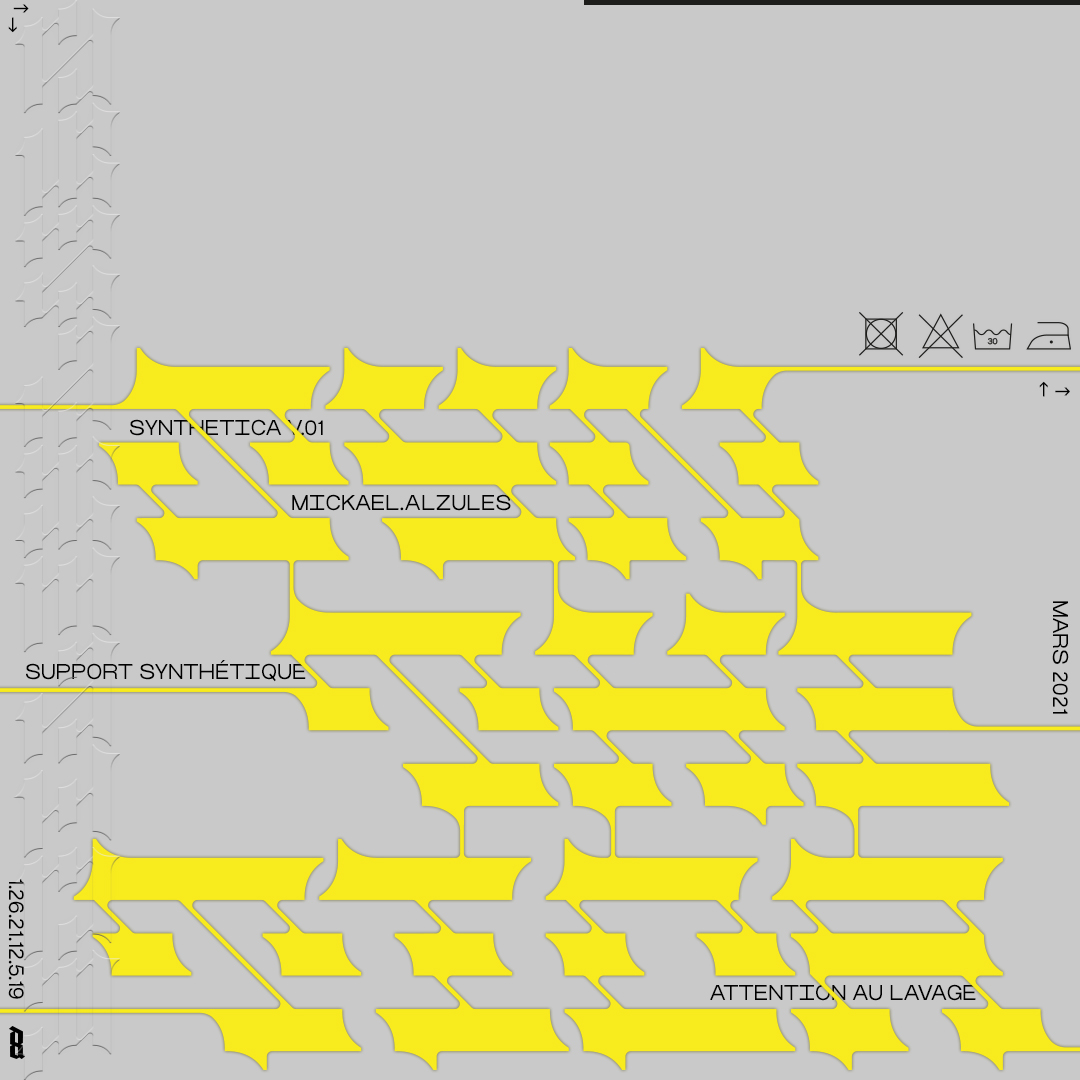 30
SYNTHETICA V.01
MICKAEL.ALZULES
MARS 2021
SUPPORT SYNTHÉTIQUE
1.26.21.12.5.19
ATTENTION AU LAVAGE